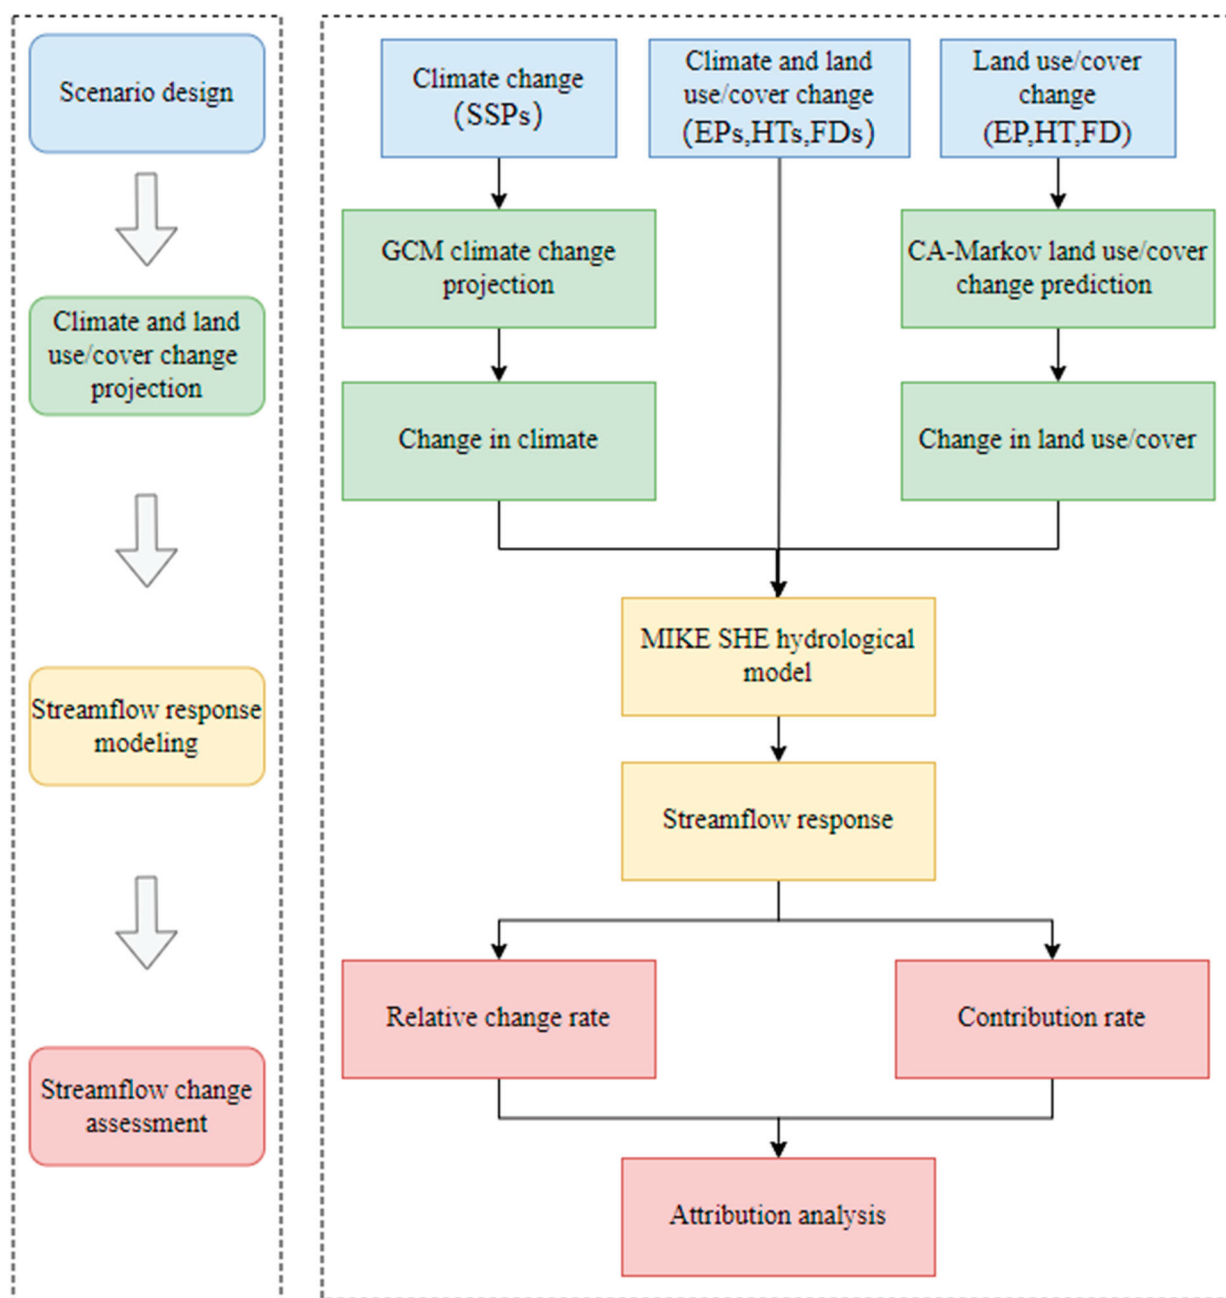 Scenario design
Climate and land
use/cover change
projection
Streamflow response
modeling
Streamflow change
assessment
Climate change
(SSPs)
Climate and land
use/cover change
(EPs,HTs,FDs)
Land use/cover
change
(EP,HT,FD)
GCM climate change
projection
CA-Markov land use/cover
change prediction
Change in climate
Change in land use/cover
MIKE SHE hydrological
model
Streamflow response
Relative change rate
Contribution rate
Attribution analysis